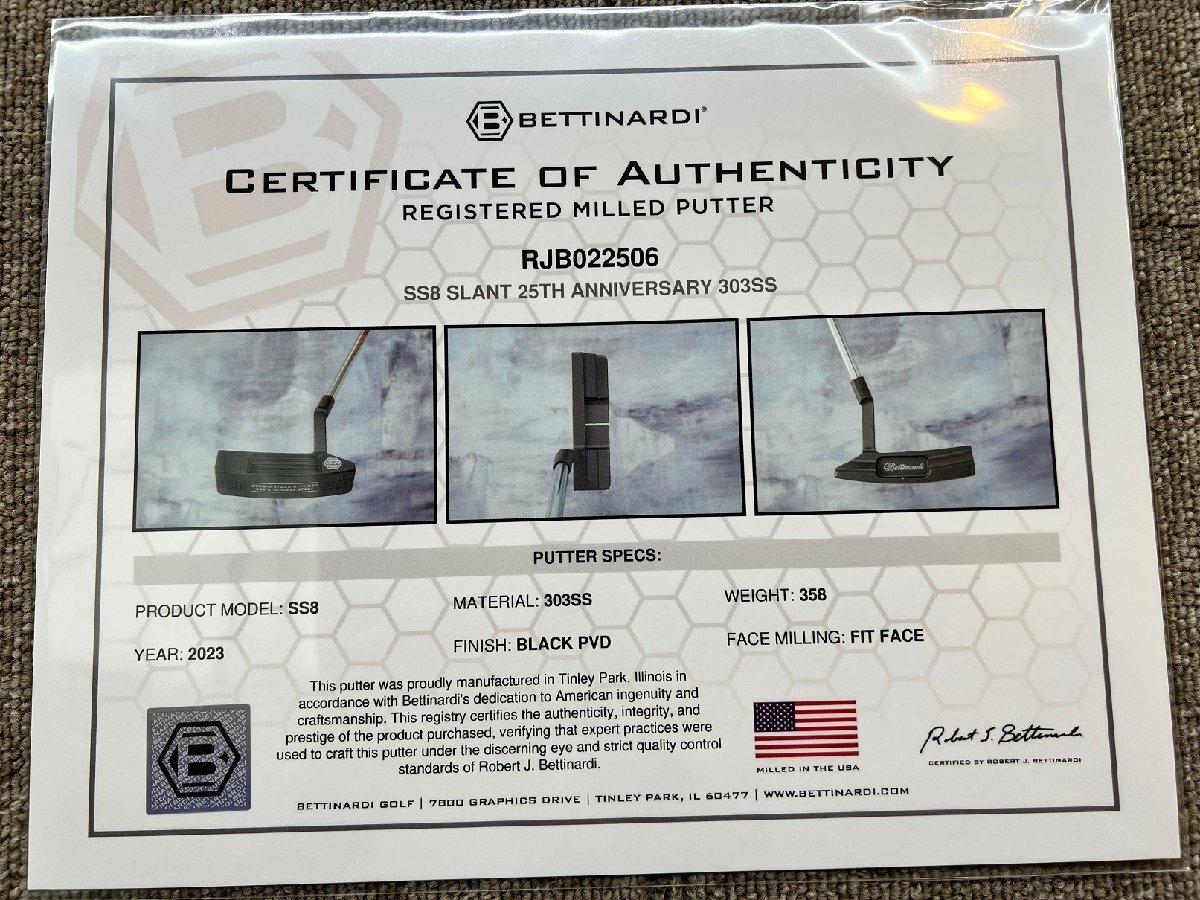 BETTINARDI®
CERTIFICATE OF AUTHENTICITY
REGISTERED MILLED PUTTER
RJB022506
SS8 SLANT 25TH ANNIVERSARY 303SS
Bettinardi
PUTTER SPECS:
PRODUCT MODEL: SS8
MATERIAL: 303SS
WEIGHT: 358
YEAR: 2023
FINISH: BLACK PVD
FACE MILLING: FIT FACE
This putter was proudly manufactured in Tinley Park, Illinois in
accordance with Bettinardi's dedication to American ingenuity and
craftsmanship. This registry certifies the authenticity, integrity, and
prestige of the product purchased, verifying that expert practices were
used to craft this putter under the discerning eye and strict quality control
standards of Robert J. Bettinardi.
MILLED IN THE USA
Robert J. Bettinardi
CERTIFIED BY ROBERT J. BETTINARDI
BETTINARDI GOLF | 7800 GRAPHICS DRIVE | TINLEY PARK, IL 60477 | WWW.BETTINARDI.COM